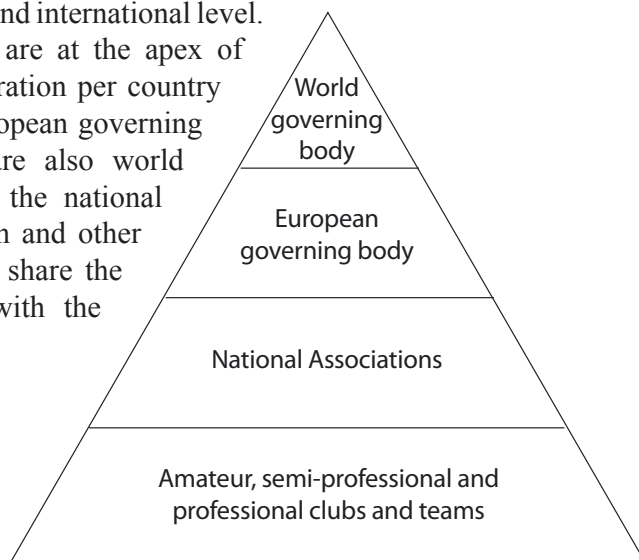 nd international level.
are at the apex of
ration per country
opean governing
are also world
the national
n and other
share the
with the
World
governing
body
European
governing body
National Associations
Amateur, semi-professional and
professional clubs and teams